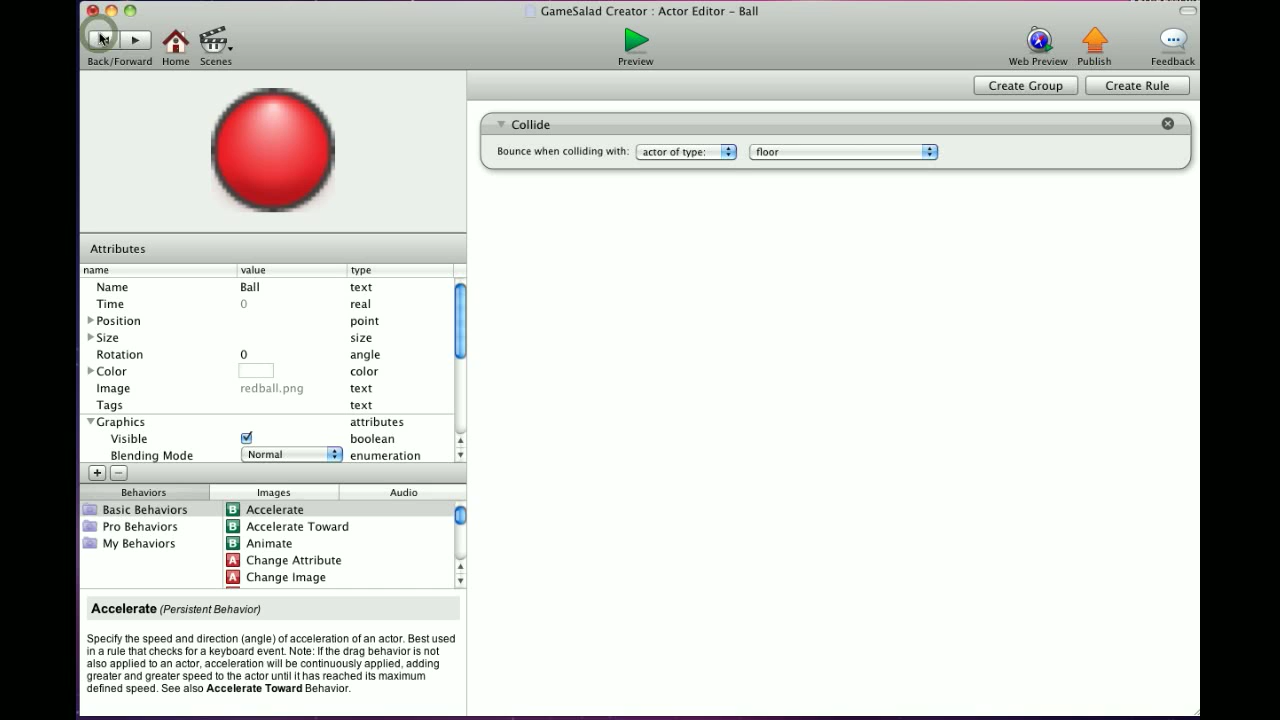 GameSalad Creator : Actor Editor – Ball
Back/Forward
Home
Scenes
Preview
Web Preview
Publish
Feedback
Create Group
Create Rule
Collide
Bounce when colliding with: actor of type: floor
Attributes
name value type
Name Ball text
Time 0 real
Position point
Size size
Rotation 0 angle
Color color
Image redball.png text
Tags text
Graphics attributes
Visible boolean
Blending Mode Normal enumeration
+ −
Behaviors Images Audio
Basic Behaviors
Pro Behaviors
My Behaviors
B Accelerate
B Accelerate Toward
B Animate
A Change Attribute
A Change Image
Accelerate (Persistent Behavior)
Specify the speed and direction (angle) of acceleration of an actor. Best used
in a rule that checks for a keyboard event. Note: If the drag behavior is not
also applied to an actor, acceleration will be continuously applied, adding
greater and greater speed to the actor until it has reached its maximum
defined speed. See also Accelerate Toward Behavior.